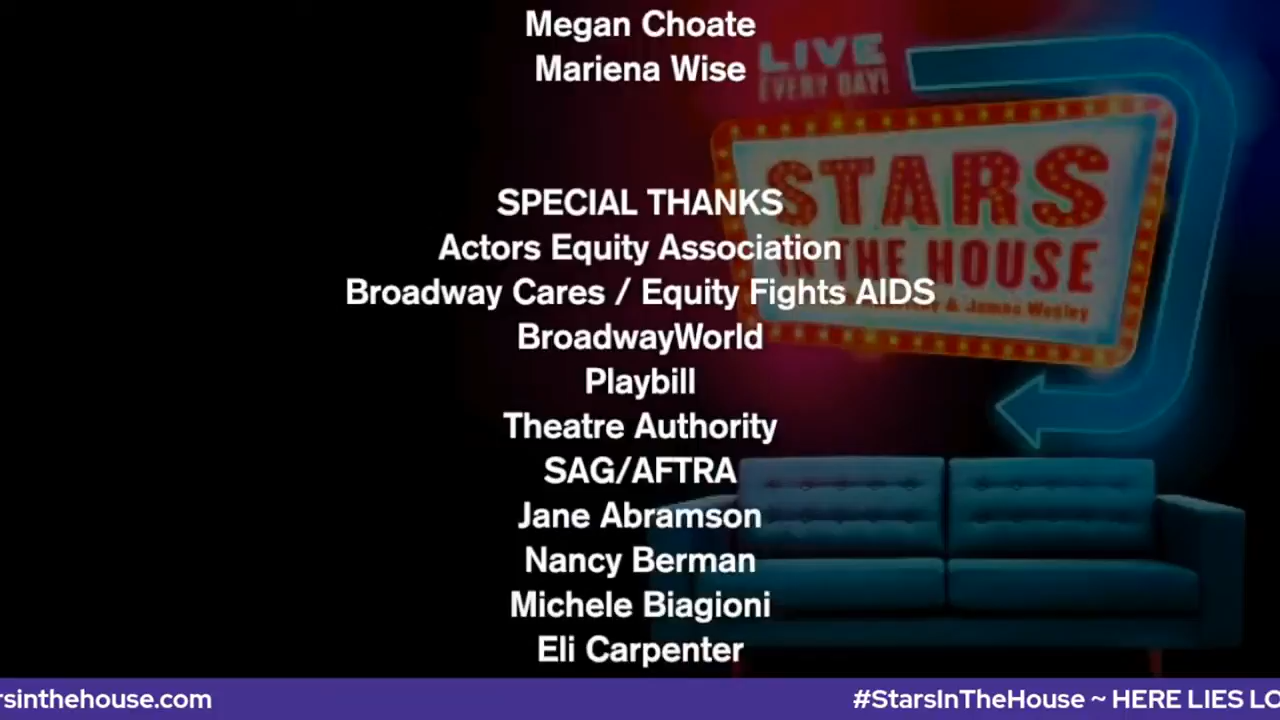 Megan Choate
Mariena Wise
LIVE
EVERY DAY!
STARS
IN THE HOUSE
& James Wesley
SPECIAL THANKS
Actors Equity Association
Broadway Cares / Equity Fights AIDS
BroadwayWorld
Playbill
Theatre Authority
SAG/AFTRA
Jane Abramson
Nancy Berman
Michele Biagioni
Eli Carpenter
rsinthehouse.com
#StarsInTheHouse ~ HERE LIES LO